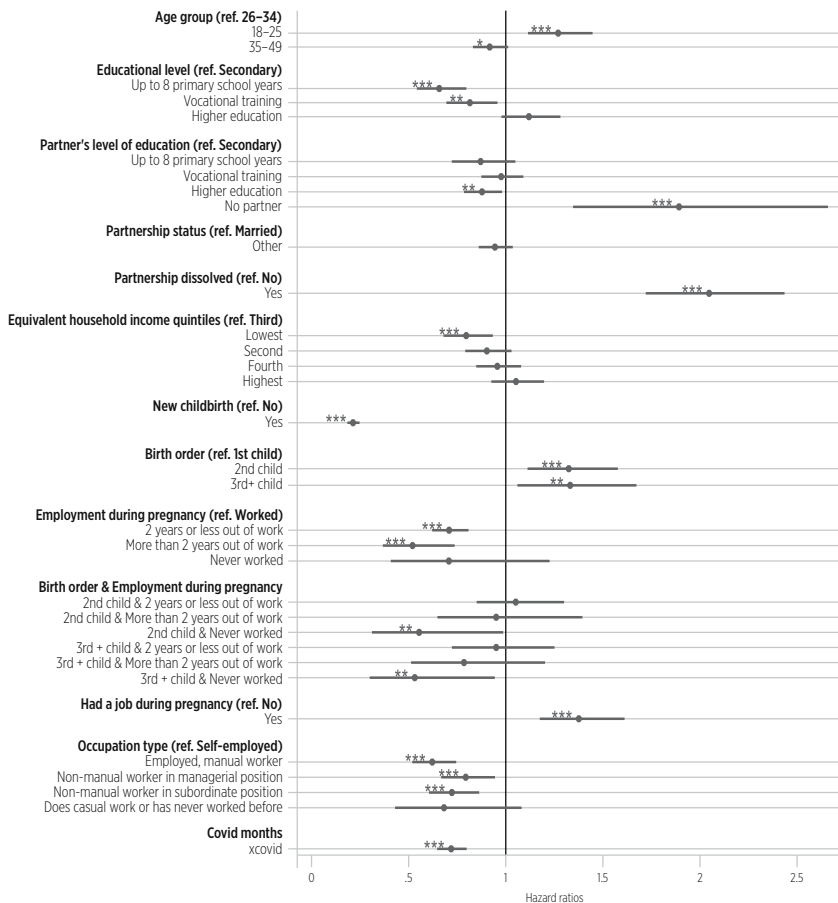 Age group (ref. 26–34)
18–25 ***
35–49 *
Educational level (ref. Secondary)
Up to 8 primary school years ***
Vocational training **
Higher education
Partner's level of education (ref. Secondary)
Up to 8 primary school years
Vocational training
Higher education **
No partner ***
Partnership status (ref. Married)
Other
Partnership dissolved (ref. No)
Yes ***
Equivalent household income quintiles (ref. Third)
Lowest ***
Second
Fourth
Highest
New childbirth (ref. No)
Yes ***
Birth order (ref. 1st child)
2nd child ***
3rd+ child **
Employment during pregnancy (ref. Worked)
2 years or less out of work ***
More than 2 years out of work ***
Never worked
Birth order & Employment during pregnancy
2nd child & 2 years or less out of work
2nd child & More than 2 years out of work
2nd child & Never worked **
3rd + child & 2 years or less out of work
3rd + child & More than 2 years out of work
3rd + child & Never worked **
Had a job during pregnancy (ref. No)
Yes ***
Occupation type (ref. Self-employed)
Employed, manual worker ***
Non-manual worker in managerial position ***
Non-manual worker in subordinate position ***
Does casual work or has never worked before
Covid months
xcovid ***
0 .5 1 1.5 2 2.5
Hazard ratios